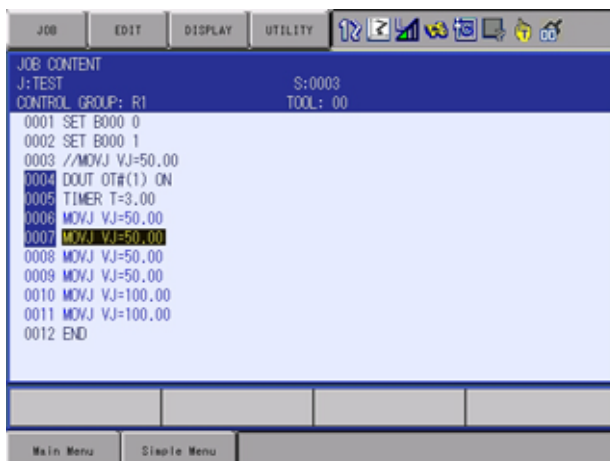 JOB EDIT DISPLAY UTILITY
JOB CONTENT
J:TEST S:0003
CONTROL GROUP: R1 TOOL: 00
0001 SET B000 0
0002 SET B000 1
0003 //MOVJ VJ=50.00
0004 DOUT OT#(1) ON
0005 TIMER T=3.00
0006 MOVJ VJ=50.00
0007 MOVJ VJ=50.00
0008 MOVJ VJ=50.00
0009 MOVJ VJ=50.00
0010 MOVJ VJ=100.00
0011 MOVJ VJ=100.00
0012 END
Main Menu Simple Menu